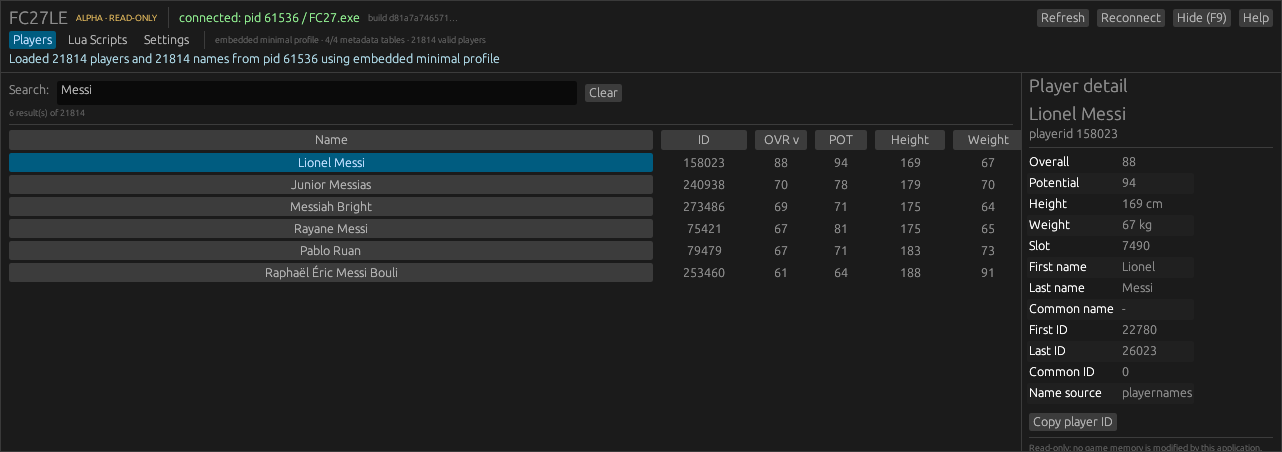 FC27LE ALPHA - READ-ONLY connected: pid 61536 / FC27.exe build d81a7a746571... Refresh Reconnect Hide (F9) Help
Players Lua Scripts Settings embedded minimal profile · 4/4 metadata tables · 21814 valid players
Loaded 21814 players and 21814 names from pid 61536 using embedded minimal profile
Search: Messi Clear
6 result(s) of 21814
Name ID OVR v POT Height Weight
Lionel Messi 158023 88 94 169 67
Junior Messias 240938 70 78 179 70
Messiah Bright 273486 69 71 175 64
Rayane Messi 75421 67 81 175 65
Pablo Ruan 79479 67 71 183 73
Raphaël Éric Messi Bouli 253460 61 64 188 91
Player detail
Lionel Messi
playerid 158023
Overall 88
Potential 94
Height 169 cm
Weight 67 kg
Slot 7490
First name Lionel
Last name Messi
Common name -
First ID 22780
Last ID 26023
Common ID 0
Name source playernames
Copy player ID
Read-only: no game memory is modified by this application.